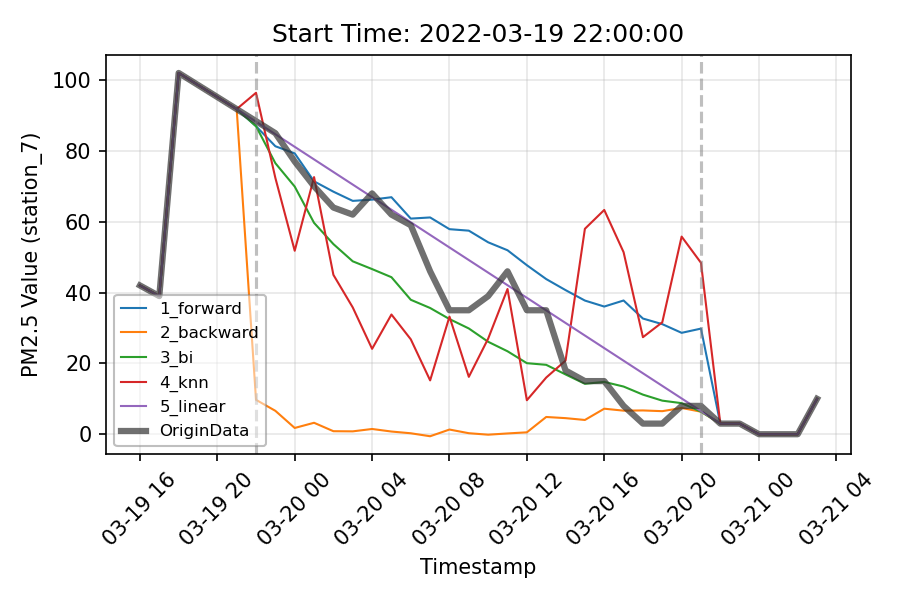 Start Time: 2022-03-19 22:00:00
PM2.5 Value (station_7)
100
80
60
40
20
0
1_forward
2_backward
3_bi
4_knn
5_linear
OriginData
03-19 16
03-19 20
03-20 00
03-20 04
03-20 08
03-20 12
03-20 16
03-20 20
03-21 00
03-21 04
Timestamp